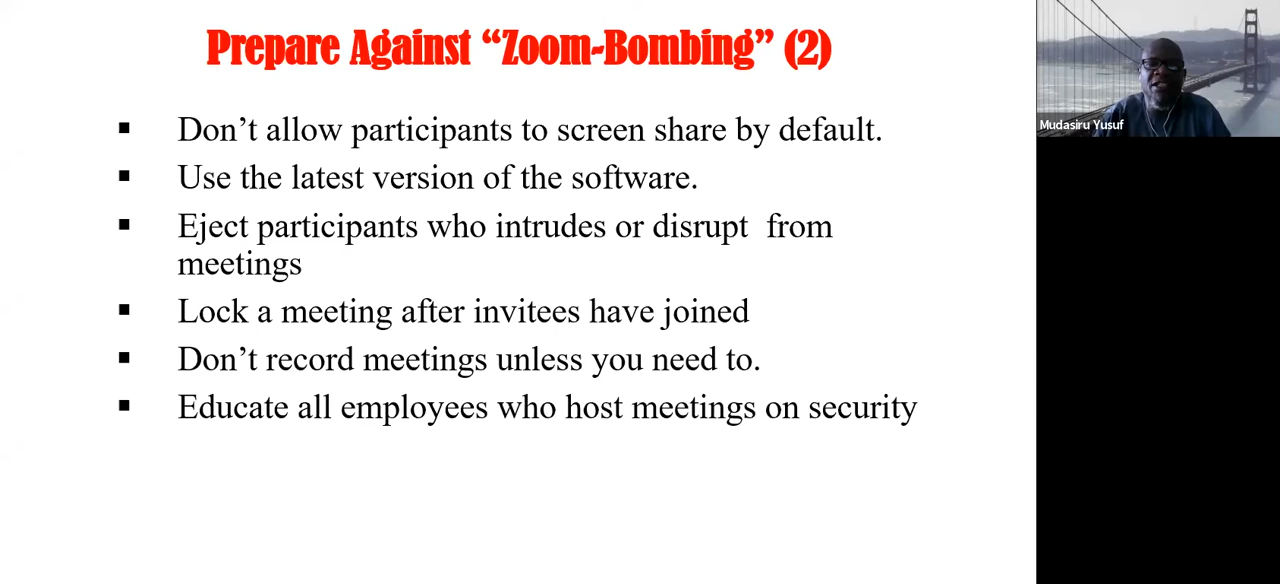 Prepare Against “Zoom-Bombing” (2)
▪ Don’t allow participants to screen share by default.
▪ Use the latest version of the software.
▪ Eject participants who intrudes or disrupt  from
meetings
▪ Lock a meeting after invitees have joined
▪ Don’t record meetings unless you need to.
▪ Educate all employees who host meetings on security
Mudasiru Yusuf